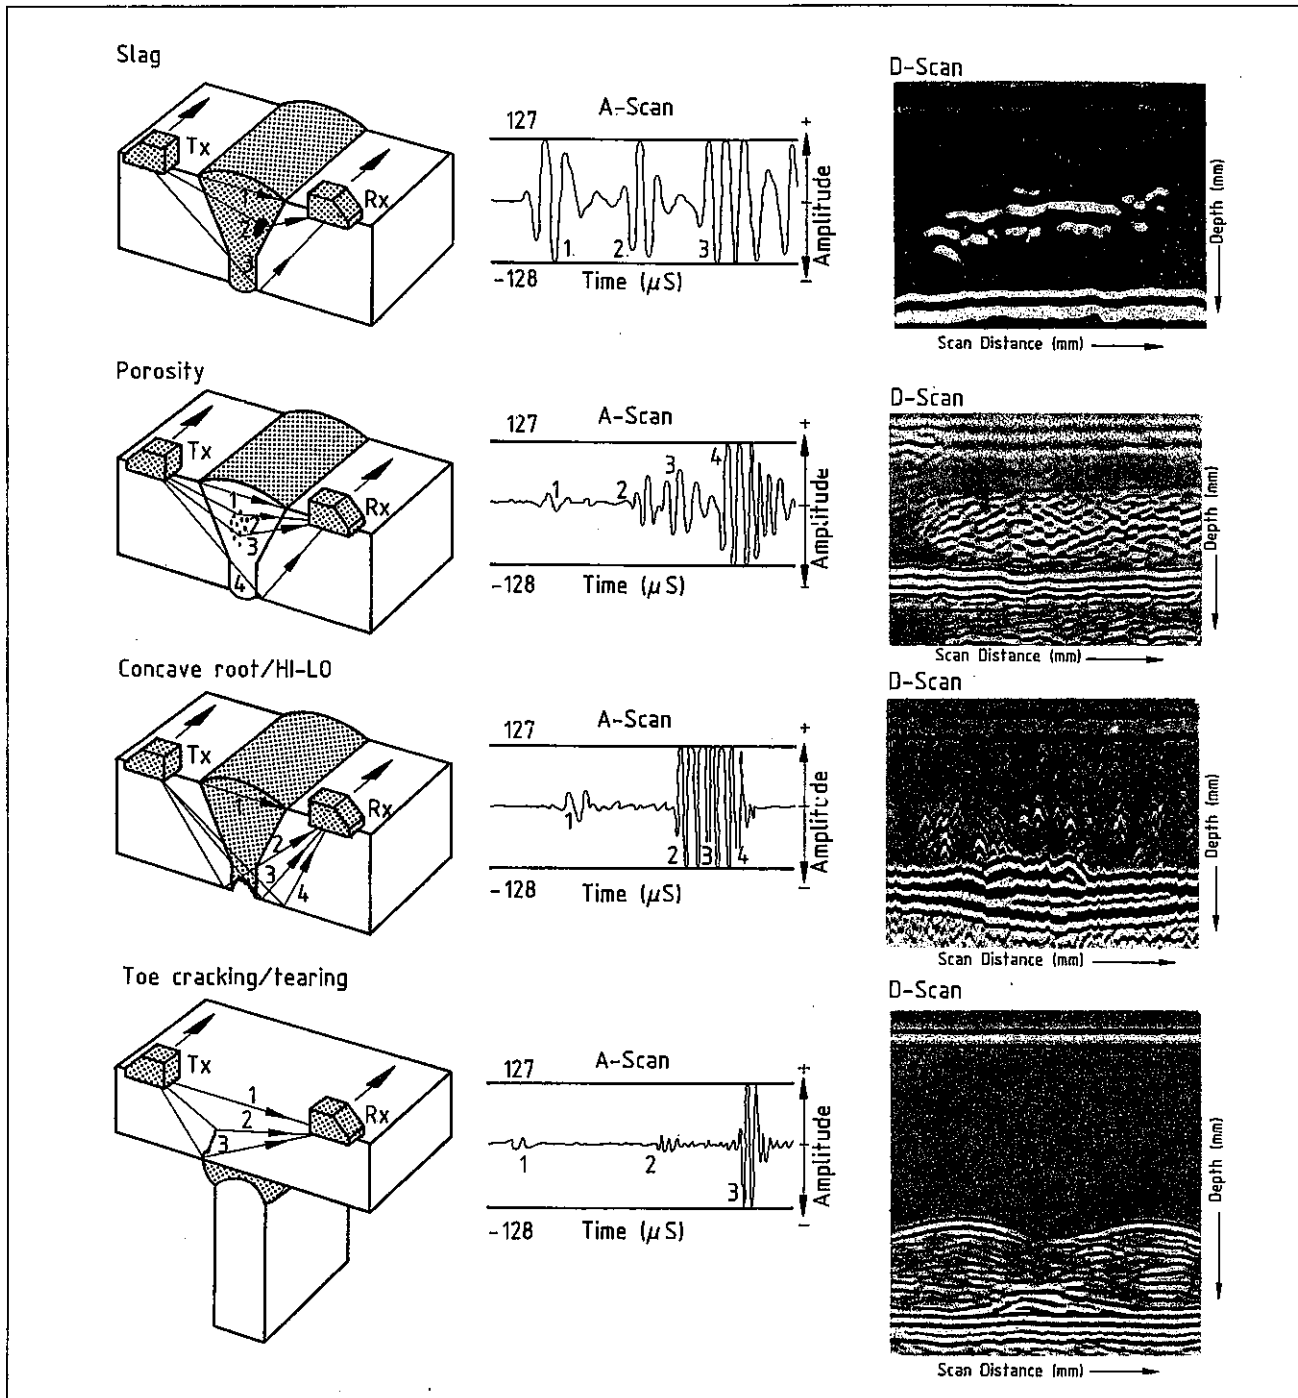 Slag
Tx
1
2
3
Rx
A-Scan
127
+
1
2
3
Amplitude
-128
Time (μS)
-
D-Scan
Depth (mm)
Scan Distance (mm)
Porosity
Tx
1
2
3
4
Rx
A-Scan
127
+
1
2
3
4
Amplitude
-128
Time (μS)
-
D-Scan
Depth (mm)
Scan Distance (mm)
Concave root/HI-LO
Tx
1
2
3
4
Rx
A-Scan
127
+
1
2
3
4
Amplitude
-128
Time (μS)
-
D-Scan
Depth (mm)
Scan Distance (mm)
Toe cracking/tearing
Tx
1
2
3
Rx
A-Scan
127
+
1
2
3
Amplitude
-128
Time (μS)
-
D-Scan
Depth (mm)
Scan Distance (mm)